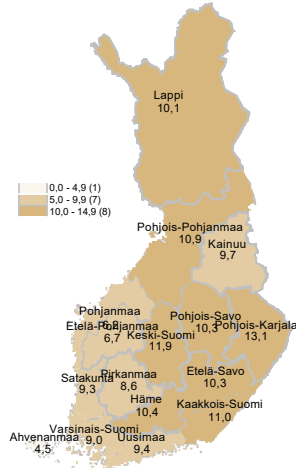 Lappi
10,1
0,0 - 4,9 (1)
5,0 - 9,9 (7)
10,0 - 14,9 (8)
Pohjois-Pohjanmaa
10,9
Kainuu
9,7
Pohjanmaa
6,2
Etelä-Pohjanmaa
6,7
Keski-Suomi
11,9
Pohjois-Savo
10,3
Pohjois-Karjala
13,1
Satakunta
9,3
Pirkanmaa
8,6
Etelä-Savo
10,3
Häme
10,4
Kaakkois-Suomi
11,0
Varsinais-Suomi
9,0
Uusimaa
9,4
Ahvenanmaa
4,5